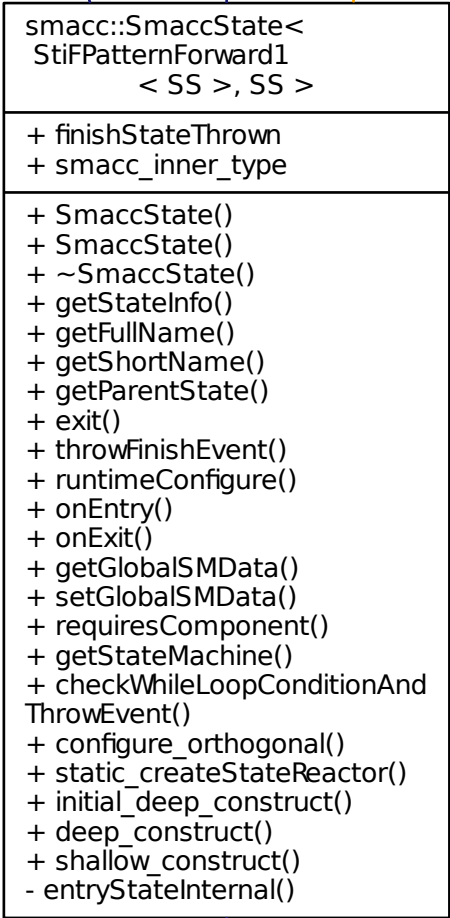 smacc::SmaccState<
StiFPatternForward1
< SS >, SS >
+ finishStateThrown
+ smacc_inner_type
+ SmaccState()
+ SmaccState()
+ ~SmaccState()
+ getStateInfo()
+ getFullName()
+ getShortName()
+ getParentState()
+ exit()
+ throwFinishEvent()
+ runtimeConfigure()
+ onEntry()
+ onExit()
+ getGlobalSMData()
+ setGlobalSMData()
+ requiresComponent()
+ getStateMachine()
+ checkWhileLoopConditionAnd
ThrowEvent()
+ configure_orthogonal()
+ static_createStateReactor()
+ initial_deep_construct()
+ deep_construct()
+ shallow_construct()
- entryStateInternal()